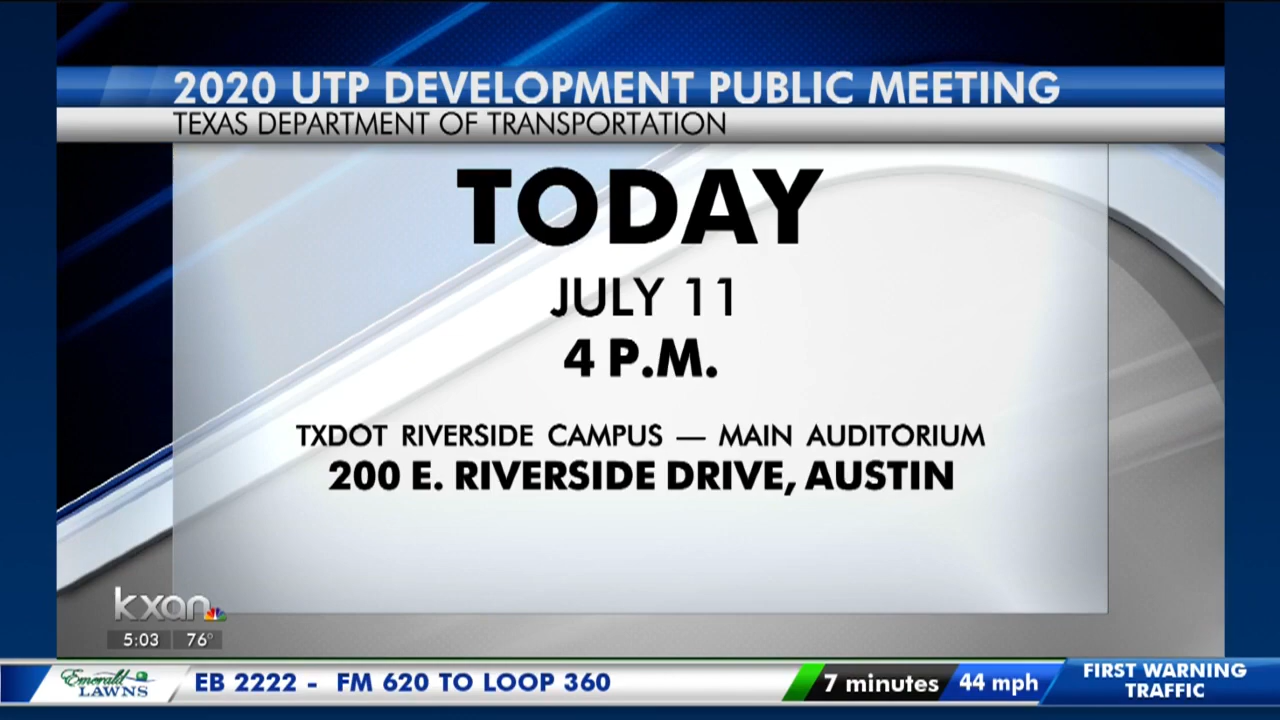 2020 UTP DEVELOPMENT PUBLIC MEETING
TEXAS DEPARTMENT OF TRANSPORTATION
TODAY
JULY 11
4 P.M.
TXDOT RIVERSIDE CAMPUS — MAIN AUDITORIUM
200 E. RIVERSIDE DRIVE, AUSTIN
kxan
5:03 76°
Emerald LAWNS
EB 2222 - FM 620 TO LOOP 360
7 minutes
44 mph
FIRST WARNING
TRAFFIC